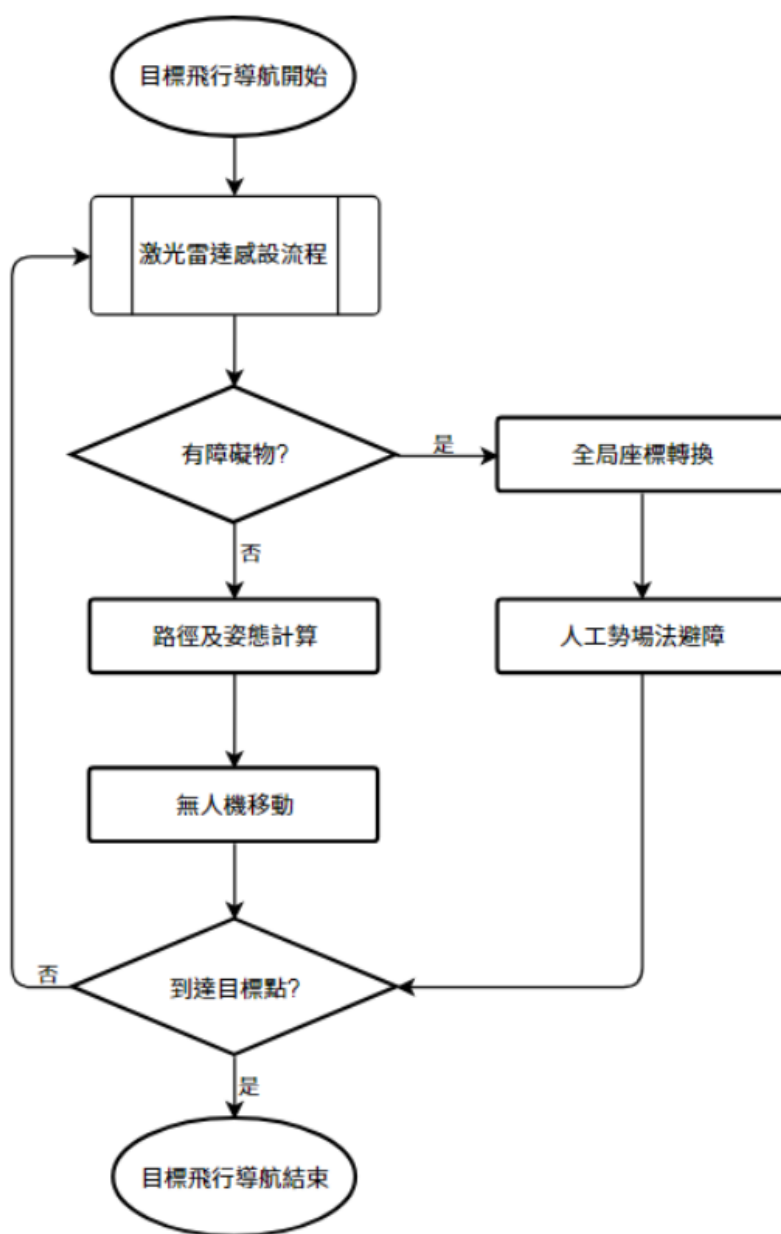 目標飛行導航開始
激光雷達感設流程
有障礙物?
是
全局座標轉換
否
路徑及姿態計算
人工勢場法避障
無人機移動
否
到達目標點?
是
目標飛行導航結束